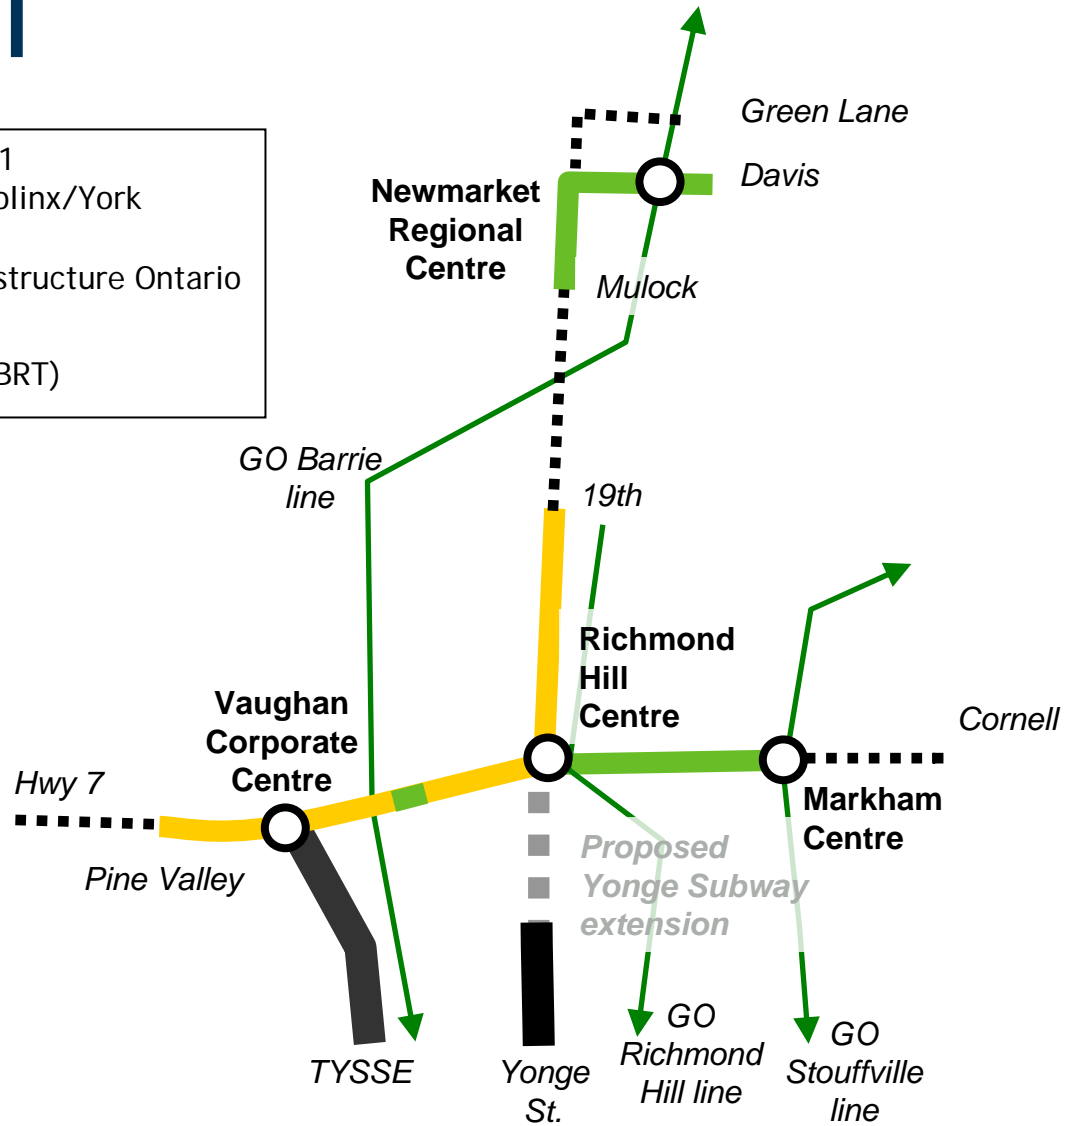 1
structure Ontario
BRT)
Green Lane
Davis
Newmarket
Regional
Centre
Mulock
GO Barrie
line
19th
Richmond
Hill
Centre
Vaughan
Corporate
Centre
Cornell
Hwy 7
Markham
Centre
Pine Valley
Proposed
Yonge Subway
extension
TYSSE
Yonge
St.
GO
Richmond
Hill line
GO
Stouffville
line